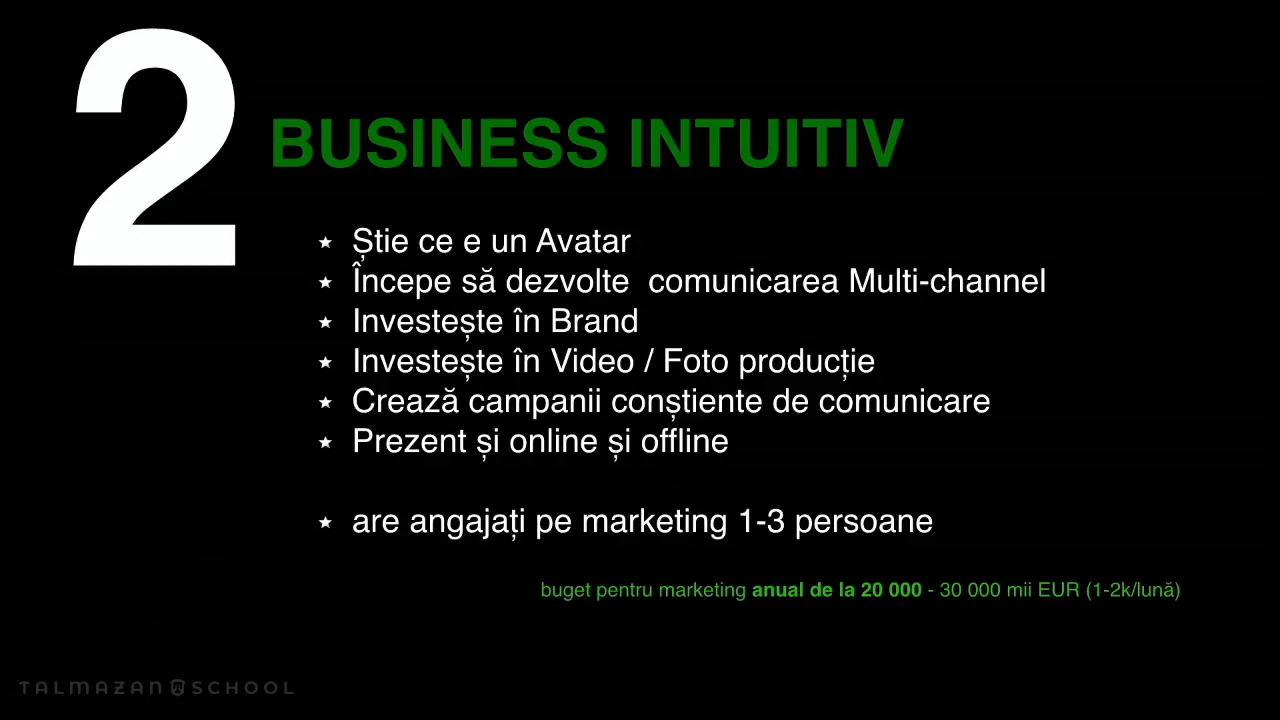 2
BUSINESS INTUITIV
★ Știe ce e un Avatar
★ Începe să dezvolte  comunicarea Multi-channel
★ Investește în Brand
★ Investește în Video / Foto producție
★ Crează campanii conștiente de comunicare
★ Prezent și online și offline
★ are angajați pe marketing 1-3 persoane
buget pentru marketing anual de la 20 000 - 30 000 mii EUR (1-2k/lună)
TALMAZAN SCHOOL